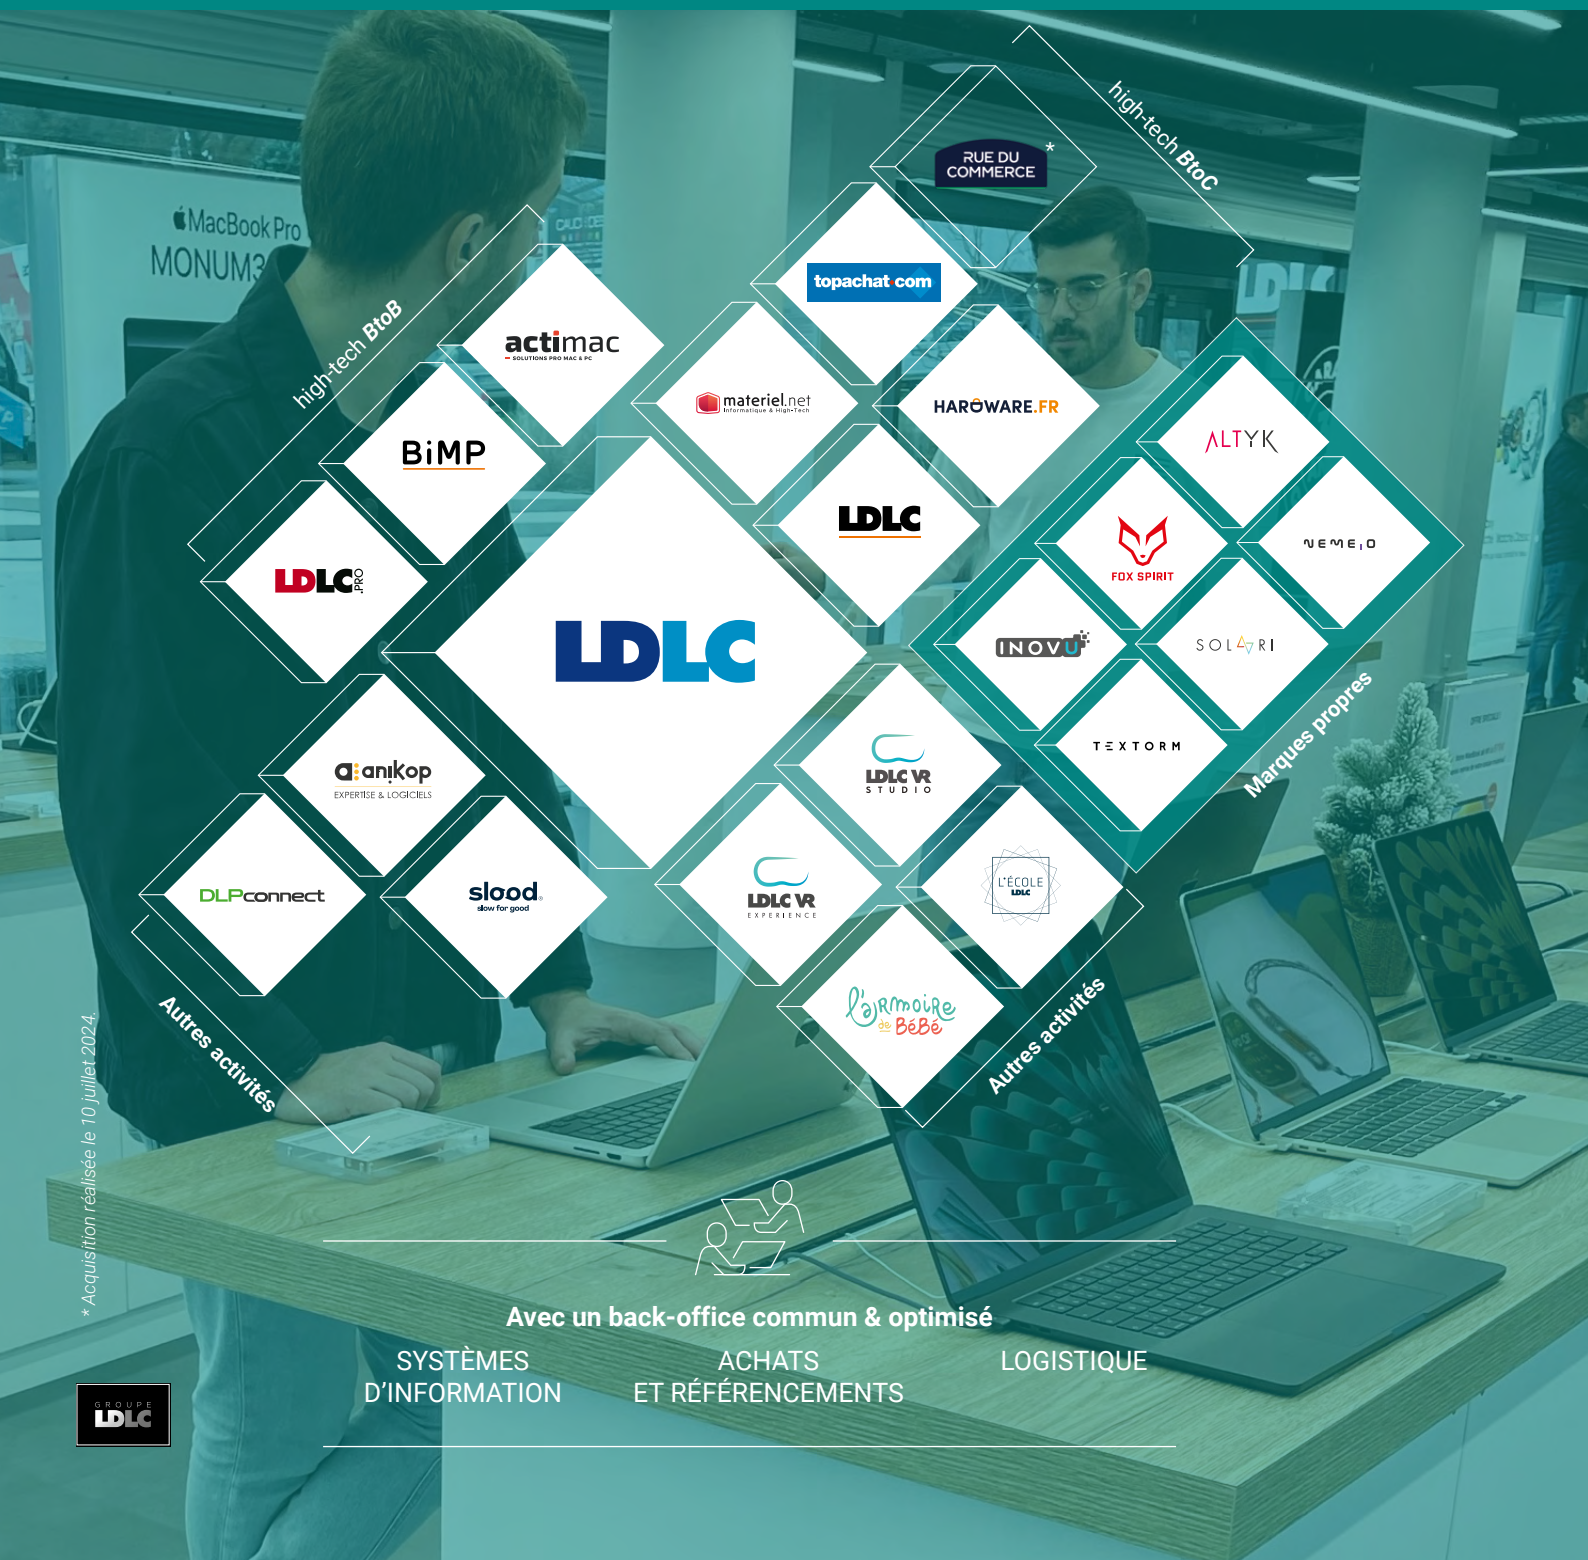 MacBook Pro
MONUM3
high-tech BtoC
RUE DU
COMMERCE
*
topachat.com
high-tech BtoB
actimac
SOLUTIONS PRO MAC & PC
materiel.net
Informatique & High-Tech
HARDWARE.FR
BiMP
LDLC
LDLC.PRO
ALTYK
FOX SPIRIT
NEMEIO
INOVU
SOLARI
TEXTORM
Marques propres
LDLC
anikop
EXPERTISE & LOGICIELS
DLPconnect
slood
slow for good
LDLC VR
STUDIO
LDLC VR
EXPERIENCE
L'ÉCOLE
LDLC
l'armoire
de BéBé
Autres activités
Autres activités
* Acquisition réalisée le 10 juillet 2024.
Avec un back-office commun & optimisé
SYSTÈMES
D'INFORMATION
ACHATS
ET RÉFÉRENCEMENTS
LOGISTIQUE
GROUPE
LDLC